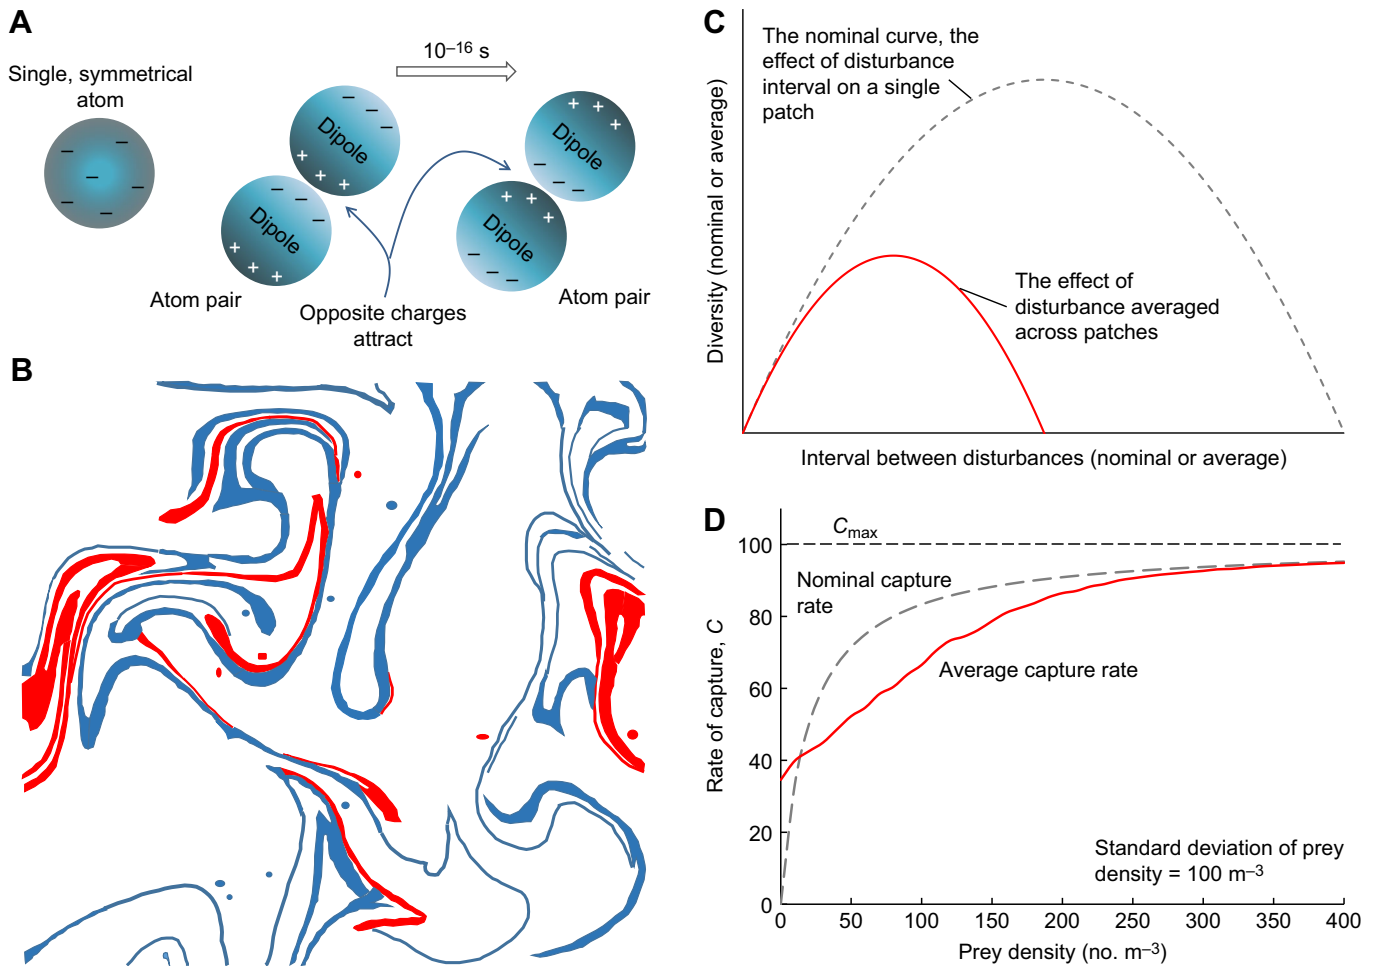 A
Single, symmetrical
atom
10⁻¹⁶ s
Dipole
Dipole
Dipole
Dipole
Atom pair
Opposite charges
attract
Atom pair
B
C
The nominal curve, the
effect of disturbance
interval on a single
patch
The effect of
disturbance averaged
across patches
Diversity (nominal or average)
Interval between disturbances (nominal or average)
D
Cmax
Nominal capture
rate
Average capture rate
Standard deviation of prey
density = 100 m⁻³
Rate of capture, C
100
80
60
40
20
0
0 50 100 150 200 250 300 350 400
Prey density (no. m⁻³)